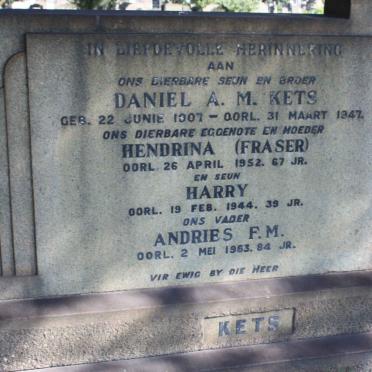 IN LIEFDEVOLLE HERINNERING
AAN
ONS DIERBARE SEUN EN BROER
DANIEL A. M. KETS
GEB. 22 JUNIE 1907 — OORL. 31 MAART 1947.
ONS DIERBARE EGGENOTE EN MOEDER
HENDRINA (FRASER)
OORL. 26 APRIL 1952. 67 JR.
EN SEUN
HARRY
OORL. 19 FEB. 1944. 39 JR.
ONS VADER
ANDRIES F.M.
OORL. 2 MEI 1963. 84 JR.
VIR EWIG BY DIE HEER
KETS